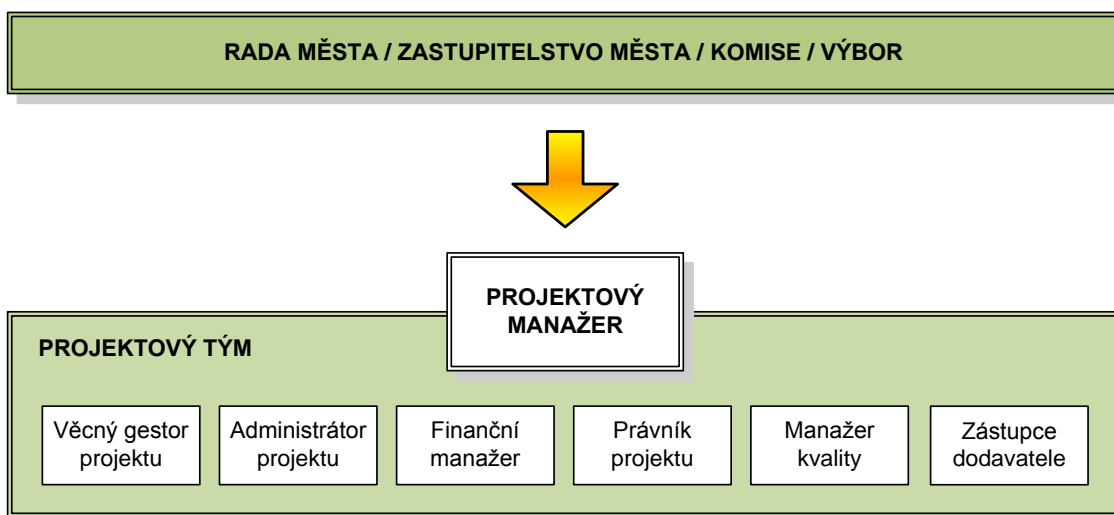 RADA MĚSTA / ZASTUPITELSTVO MĚSTA / KOMISE / VÝBOR
PROJEKTOVÝ
MANAŽER
PROJEKTOVÝ TÝM
Věcný gestor
projektu
Administrátor
projektu
Finanční
manažer
Právník
projektu
Manažer
kvality
Zástupce
dodavatele